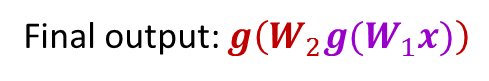 Final output: g(W₂g(W₁x))